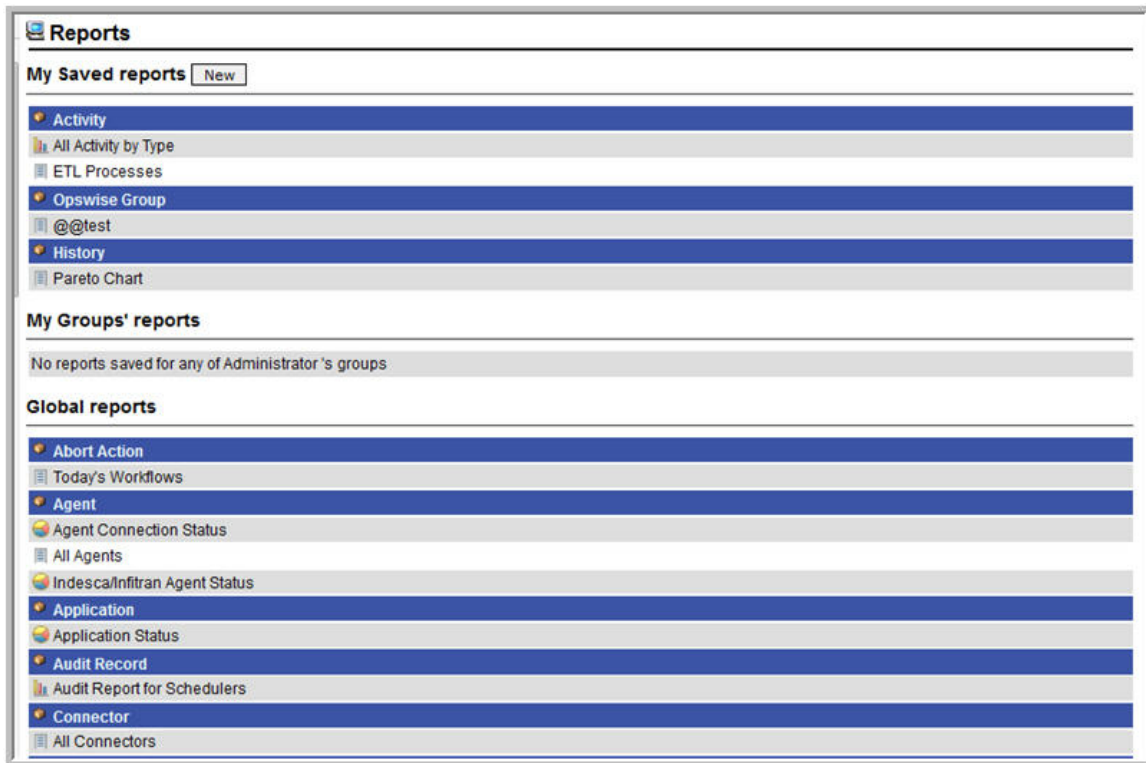 Reports
My Saved reports New
Activity
All Activity by Type
ETL Processes
Opswise Group
@@test
History
Pareto Chart
My Groups' reports
No reports saved for any of Administrator 's groups
Global reports
Abort Action
Today's Workflows
Agent
Agent Connection Status
All Agents
Indesca/Infitran Agent Status
Application
Application Status
Audit Record
Audit Report for Schedulers
Connector
All Connectors